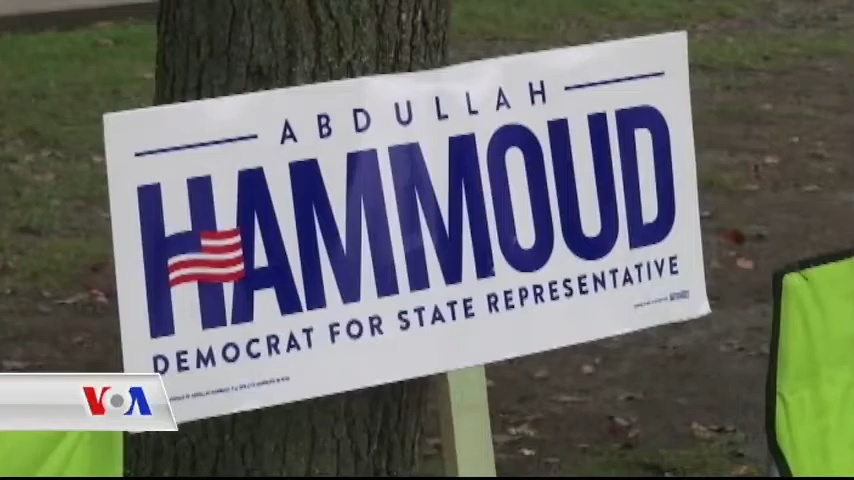 ABDULLAH
HAMMOUD
DEMOCRAT FOR STATE REPRESENTATIVE
VOA